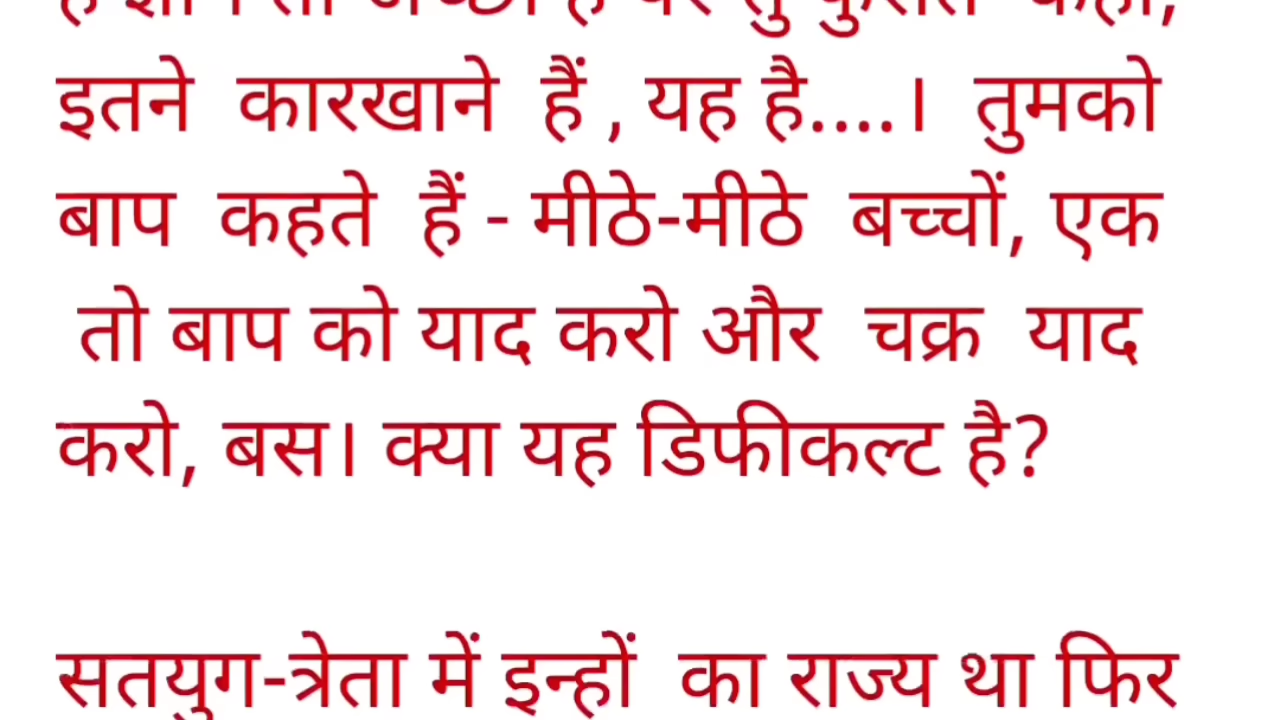 इतने कारखाने हैं , यह है....। तुमको
बाप कहते हैं - मीठे-मीठे बच्चों, एक
तो बाप को याद करो और चक्र याद
करो, बस। क्या यह डिफीकल्ट है?
सतयुग-त्रेता में इन्हों का राज्य था फिर